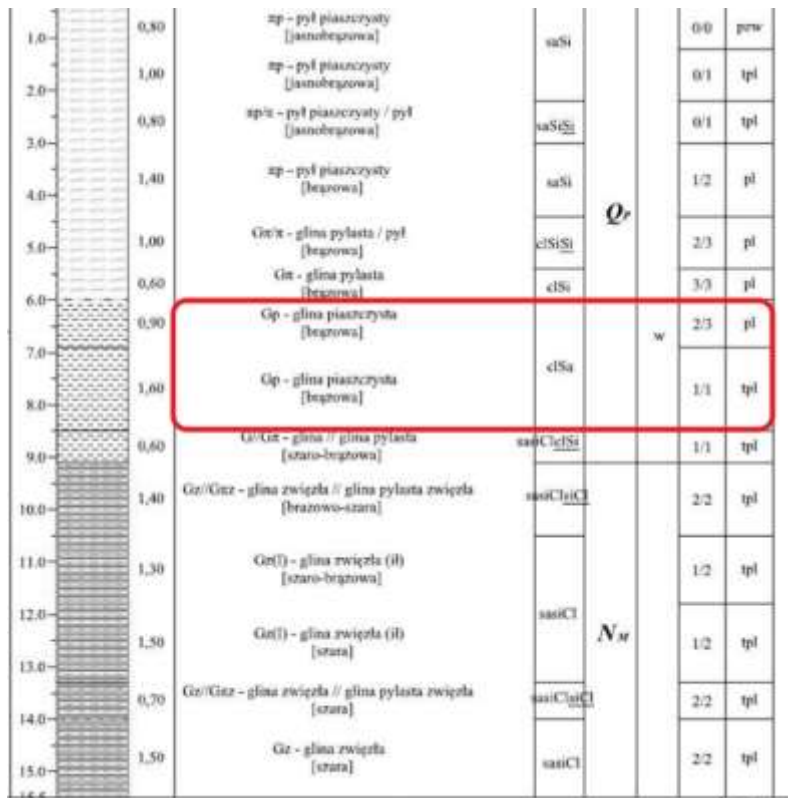 0,80 πp - pył piaszczysty saSi 0/0 pzw
1.0 [jasnobrązowa]
πp - pył piaszczysty
2.0 1,00 [jasnobrązowa] 0/1 tpl
πp/π - pył piaszczysty / pył
0,80 [jasnobrązowa] saSiSi 0/1 tpl
3.0
πp - pył piaszczysty
1,40 [brązowa] saSi 1/2 pl
4.0
Qp
Gπ/π - glina pylasta / pył
5.0 1,00 [brązowa] clSiSi 2/3 pl
Gπ - glina pylasta
0,60 [brązowa] clSi 3/3 pl
6.0
Gp - glina piaszczysta
0,90 [brązowa] w 2/3 pl
7.0
clSa
Gp - glina piaszczysta
1,60 [brązowa] 1/1 tpl
8.0
G//Gπ - glina // glina pylasta
0,60 [szaro-brązowa] sasiClclSi 1/1 tpl
9.0
Gz//Gπz - glina zwięzła // glina pylasta zwięzła
1,40 [brązowo-szara] sasiClsiCl 2/2 tpl
10.0
11.0
Gz(I) - glina zwięzła (ił)
1,30 [szaro-brązowa] 1/2 tpl
12.0
sasiCl
NM
Gz(I) - glina zwięzła (ił)
1,50 [szara] 1/2 tpl
13.0
Gz//Gπz - glina zwięzła // glina pylasta zwięzła
0,70 [szara] sasiClsiCl 2/2 tpl
14.0
Gz - glina zwięzła
1,50 [szara] sasiCl 2/2 tpl
15.0